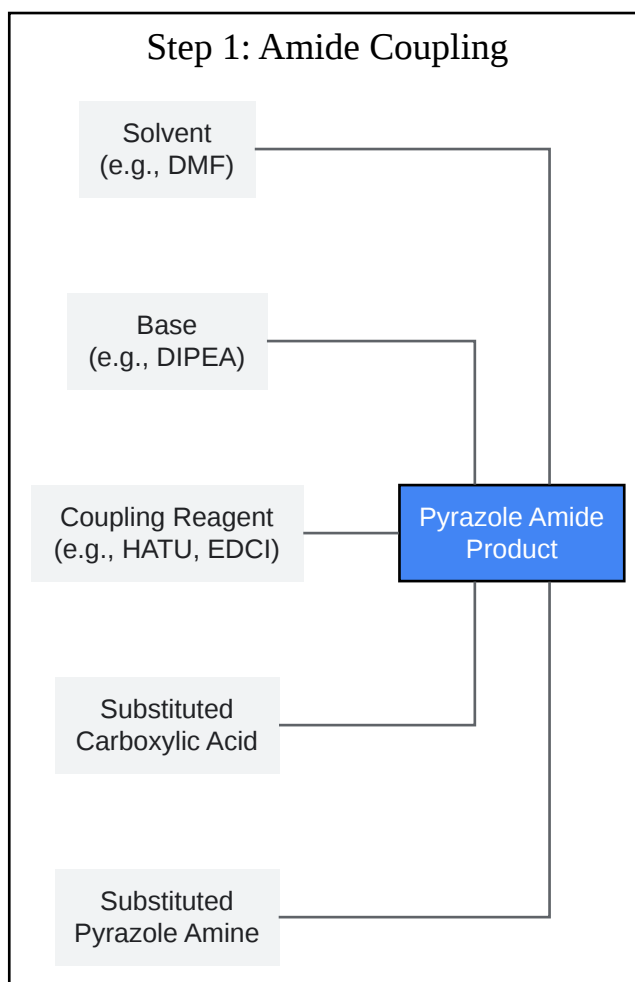 Step 1: Amide Coupling
Solvent
(e.g., DMF)
Base
(e.g., DIPEA)
Coupling Reagent
(e.g., HATU, EDCI)
Pyrazole Amide
Product
Substituted
Carboxylic Acid
Substituted
Pyrazole Amine